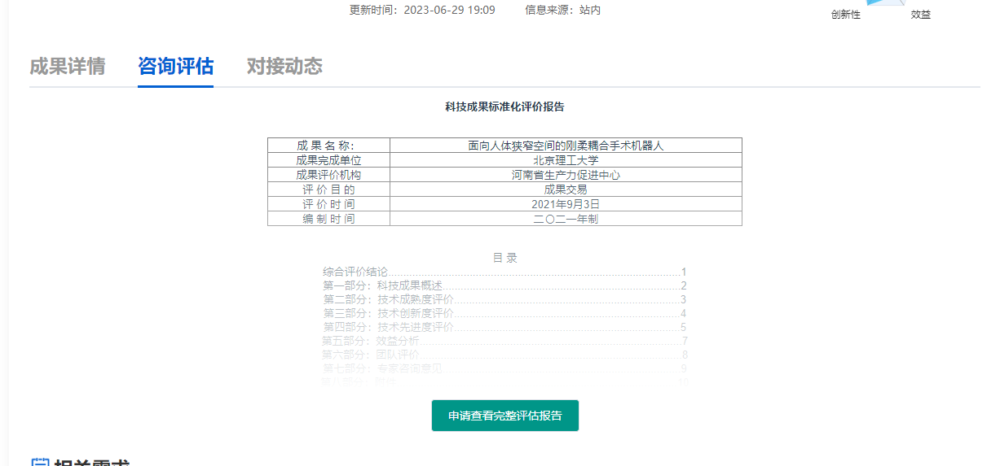 更新时间：2023-06-29 19:09 信息来源：站内
创新性 效益
成果详情 咨询评估 对接动态
科技成果标准化评价报告
成 果 名 称： 面向人体狭窄空间的刚柔耦合手术机器人
成果完成单位 北京理工大学
成果评价机构 河南省生产力促进中心
评 价 目 的 成果交易
评 价 时 间 2021年9月3日
编 制 时 间 二〇二一年制
目 录
综合评价结论 1
第一部分：科技成果概述 2
第二部分：技术成熟度评价 3
第三部分：技术创新度评价 4
第四部分：技术先进度评价 5
第五部分：效益分析 7
第六部分：团队评价 8
第七部分：专家咨询意见 9
第八部分：附件 10
申请查看完整评估报告
相关需求